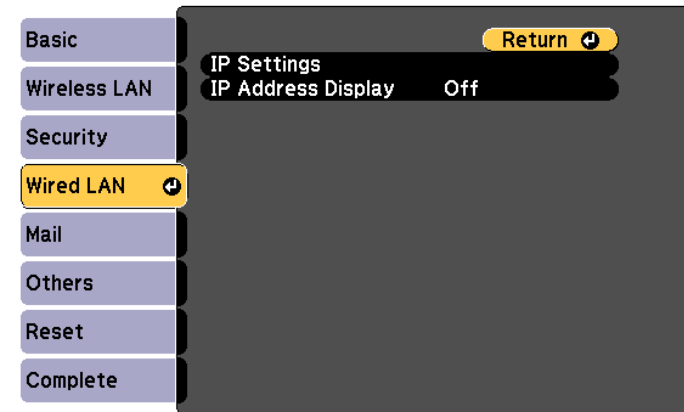 Basic
Wireless LAN
Security
Wired LAN
Mail
Others
Reset
Complete
Return
IP Settings
IP Address Display Off